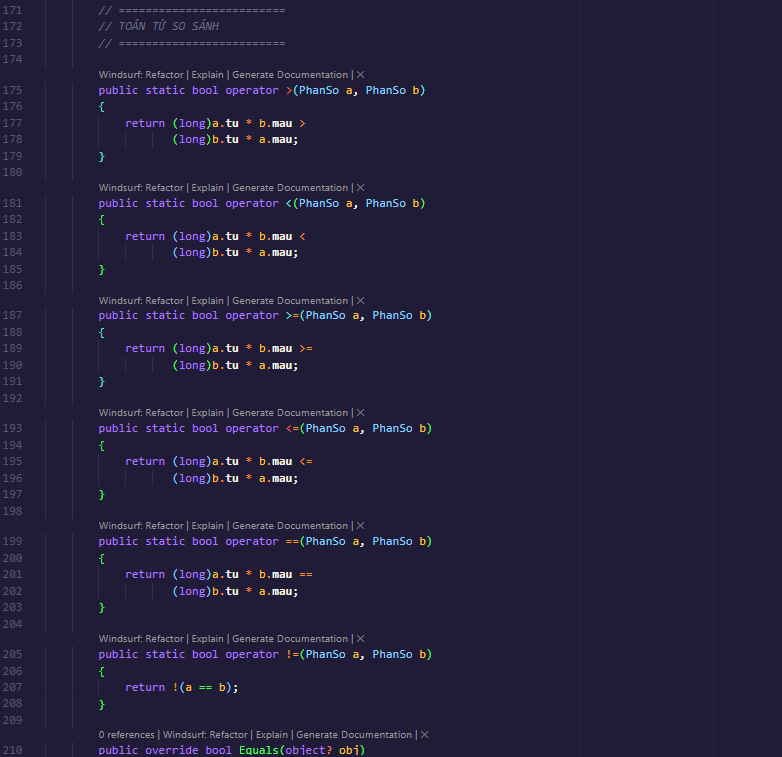 171 // =========================
172 // TOÁN TỬ SO SÁNH
173 // =========================
174
Windsurf: Refactor | Explain | Generate Documentation | ×
175 public static bool operator >(PhanSo a, PhanSo b)
176 {
177 return (long)a.tu * b.mau >
178 (long)b.tu * a.mau;
179 }
180
Windsurf: Refactor | Explain | Generate Documentation | ×
181 public static bool operator <(PhanSo a, PhanSo b)
182 {
183 return (long)a.tu * b.mau <
184 (long)b.tu * a.mau;
185 }
186
Windsurf: Refactor | Explain | Generate Documentation | ×
187 public static bool operator >=(PhanSo a, PhanSo b)
188 {
189 return (long)a.tu * b.mau >=
190 (long)b.tu * a.mau;
191 }
192
Windsurf: Refactor | Explain | Generate Documentation | ×
193 public static bool operator <=(PhanSo a, PhanSo b)
194 {
195 return (long)a.tu * b.mau <=
196 (long)b.tu * a.mau;
197 }
198
Windsurf: Refactor | Explain | Generate Documentation | ×
199 public static bool operator ==(PhanSo a, PhanSo b)
200 {
201 return (long)a.tu * b.mau ==
202 (long)b.tu * a.mau;
203 }
204
Windsurf: Refactor | Explain | Generate Documentation | ×
205 public static bool operator !=(PhanSo a, PhanSo b)
206 {
207 return !(a == b);
208 }
209
0 references | Windsurf: Refactor | Explain | Generate Documentation | ×
210 public override bool Equals(object? obj)